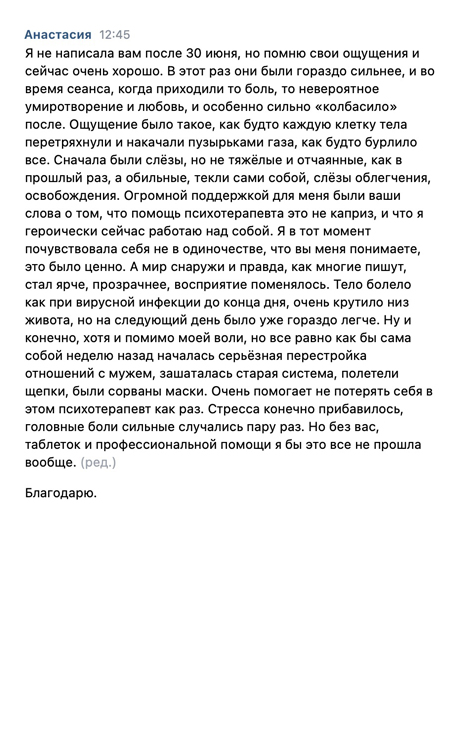 Анастасия 12:45
Я не написала вам после 30 июня, но помню свои ощущения и
сейчас очень хорошо. В этот раз они были гораздо сильнее, и во
время сеанса, когда приходили то боль, то невероятное
умиротворение и любовь, и особенно сильно «колбасило»
после. Ощущение было такое, как будто каждую клетку тела
перетряхнули и накачали пузырьками газа, как будто бурлило
все. Сначала были слёзы, но не тяжёлые и отчаянные, как в
прошлый раз, а обильные, текли сами собой, слёзы облегчения,
освобождения. Огромной поддержкой для меня были ваши
слова о том, что помощь психотерапевта это не каприз, и что я
героически сейчас работаю над собой. Я в тот момент
почувствовала себя не в одиночестве, что вы меня понимаете,
это было ценно. А мир снаружи и правда, как многие пишут,
стал ярче, прозрачнее, восприятие поменялось. Тело болело
как при вирусной инфекции до конца дня, очень крутило низ
живота, но на следующий день было уже гораздо легче. Ну и
конечно, хотя и помимо моей воли, но все равно как бы сама
собой неделю назад началась серьёзная перестройка
отношений с мужем, зашаталась старая система, полетели
щепки, были сорваны маски. Очень помогает не потерять себя в
этом психотерапевт как раз. Стресса конечно прибавилось,
головные боли сильные случались пару раз. Но без вас,
таблеток и профессиональной помощи я бы это все не прошла
вообще. (ред.)
Благодарю.